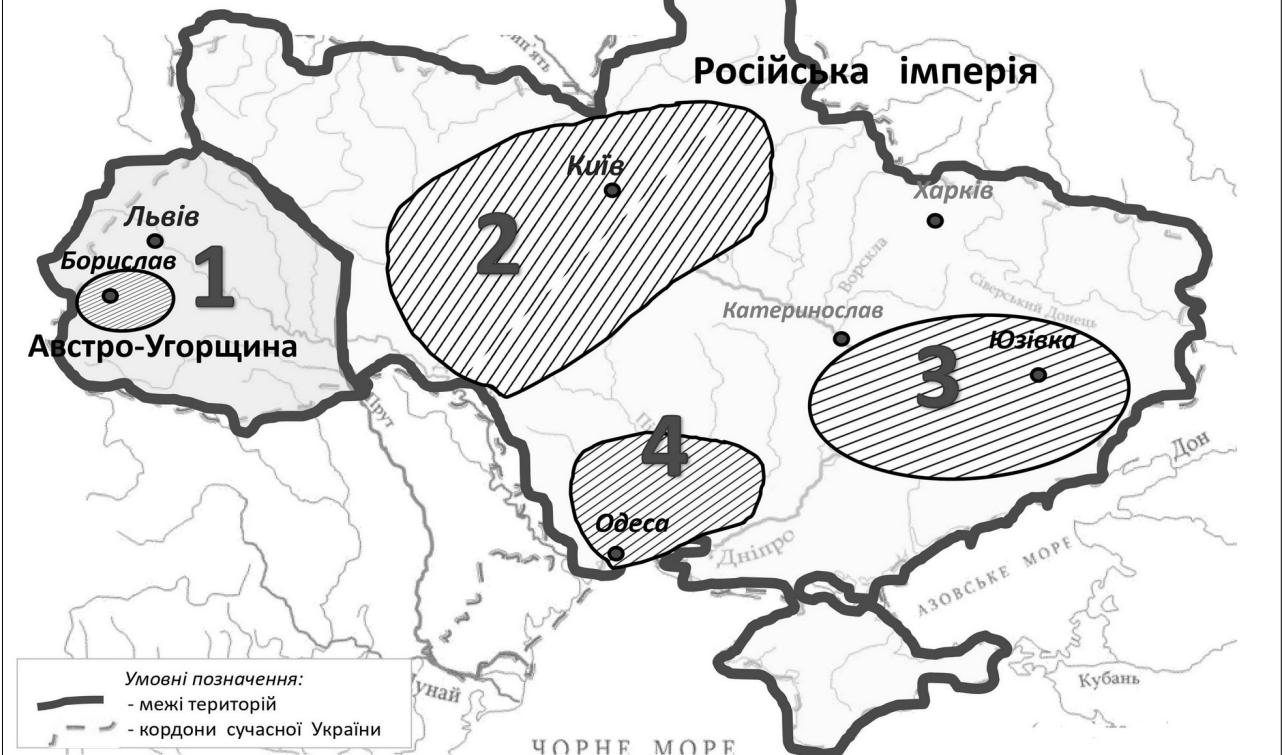 Російська імперія
Київ
Харків
Львів
2
Борислав
1
Ворскла
Сіверський Донець
Катеринослав
Австро-Угорщина
Юзівка
3
Прут
4
Дон
Одеса
Дніпро
АЗОВСЬКЕ МОРЕ
Умовні позначення:
- межі територій
- кордони сучасної України
Кубань
ЧОРНЕ МОРЕ